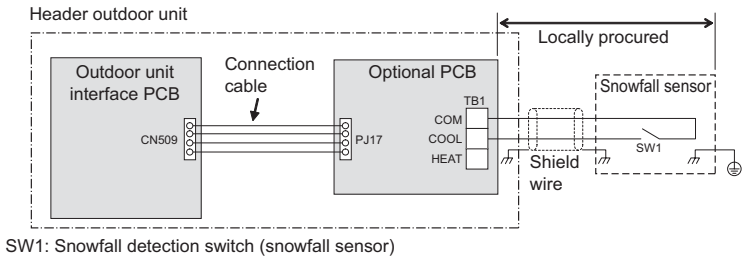 Header outdoor unit
Locally procured
Outdoor unit
interface PCB
Connection
cable
Optional PCB
Snowfall sensor
TB1
COM
CN509
PJ17
COOL
SW1
HEAT
Shield
wire
SW1: Snowfall detection switch (snowfall sensor)